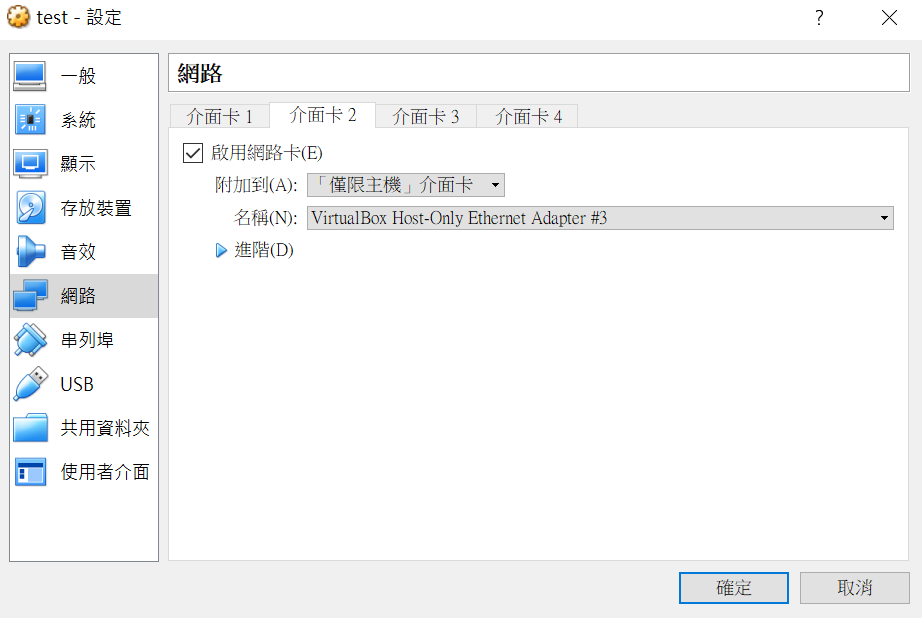 test - 設定
?
一般
系統
顯示
存放裝置
音效
網路
串列埠
USB
共用資料夾
使用者介面
網路
介面卡 1 介面卡 2 介面卡 3 介面卡 4
啟用網路卡(E)
附加到(A): 「僅限主機」介面卡
名稱(N): VirtualBox Host-Only Ethernet Adapter #3
進階(D)
確定 取消